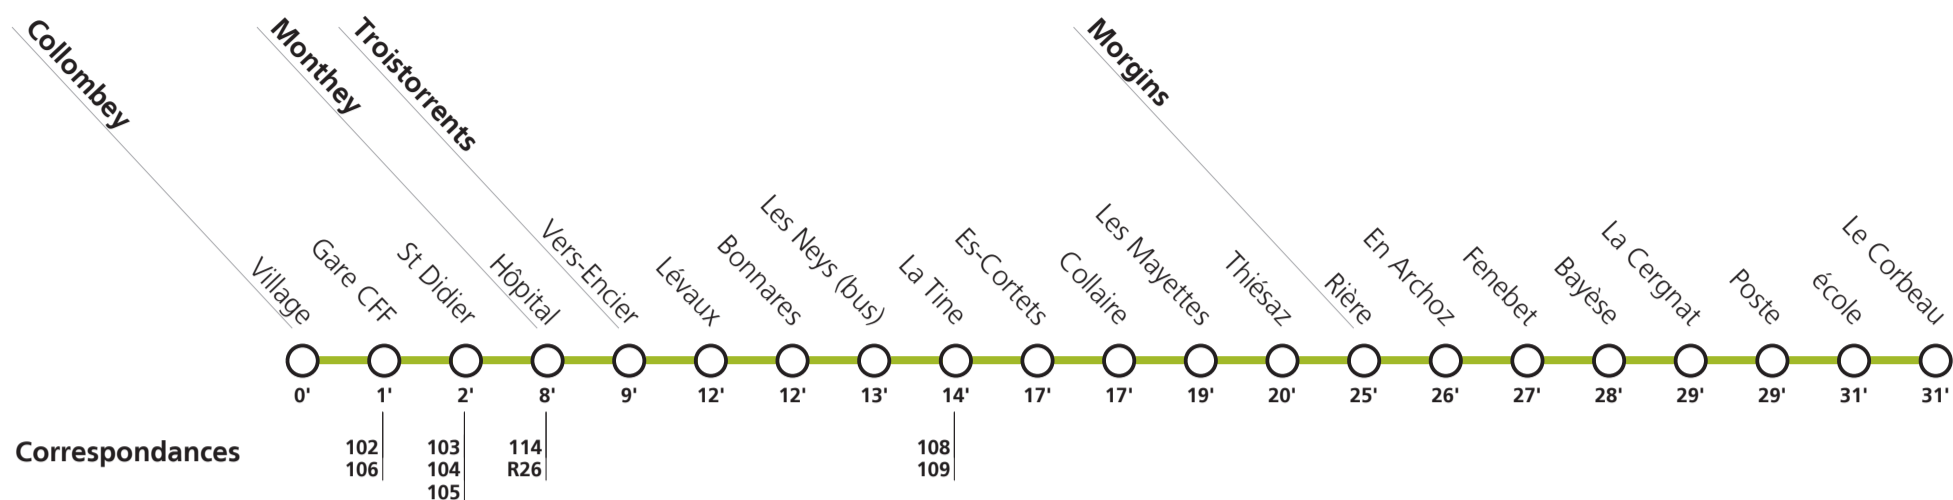 Collombey
Monthey
Troistorrents
Morgins
Village
Gare CFF
St Didier
Hôpital
Vers-Encier
Lévaux
Bonnares
Les Neys (bus)
La Tine
Es-Cortets
Collaire
Les Mayettes
Thiésaz
Rière
En Archoz
Fenebet
Bayèse
La Cergnat
Poste
école
Le Corbeau
0' 1' 2' 8' 9' 12' 12' 13' 14' 17' 17' 19' 20' 25' 26' 27' 28' 29' 29' 31' 31'
Correspondances
102 103 114 108
106 104 R26 109
105